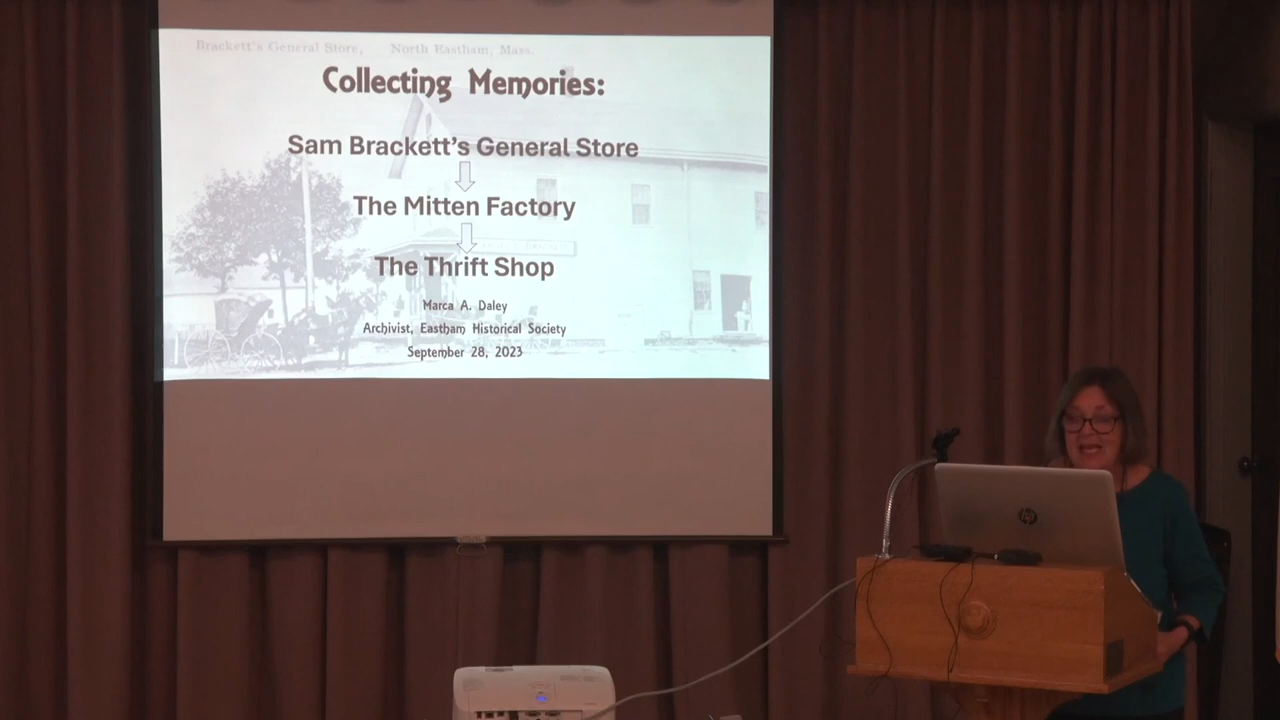 Brackett's General Store, North Eastham, Mass.
Collecting Memories:
Sam Brackett's General Store
The Mitten Factory
The Thrift Shop
Marca A. Daley
Archivist, Eastham Historical Society
September 28, 2023
hp